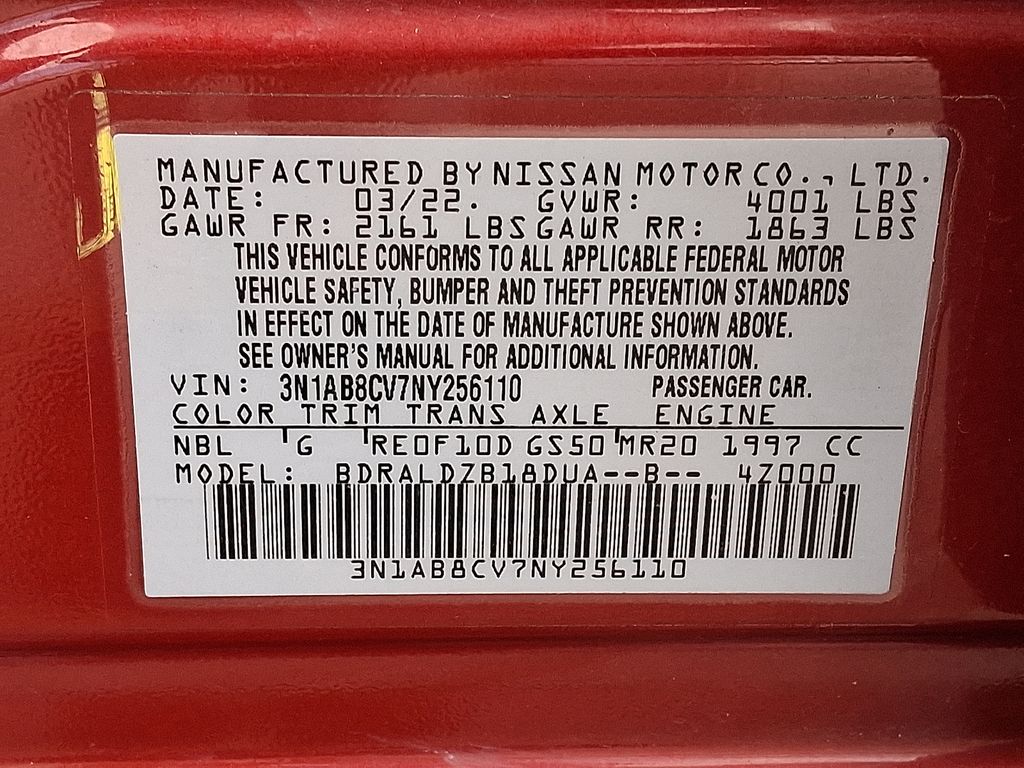 MANUFACTURED BY NISSAN MOTOR CO., LTD.
DATE: 03/22. GVWR: 4001 LBS
GAWR FR: 2161 LBS GAWR RR: 1863 LBS
THIS VEHICLE CONFORMS TO ALL APPLICABLE FEDERAL MOTOR
VEHICLE SAFETY, BUMPER AND THEFT PREVENTION STANDARDS
IN EFFECT ON THE DATE OF MANUFACTURE SHOWN ABOVE.
SEE OWNER'S MANUAL FOR ADDITIONAL INFORMATION.
VIN: 3N1AB8CV7NY256110 PASSENGER CAR.
COLOR TRIM TRANS AXLE ENGINE
NBL G RE0F10D GS50 MR20 1997 CC
MODEL: BDRALDZB18DUA--B-- 4Z000
3N1AB8CV7NY256110